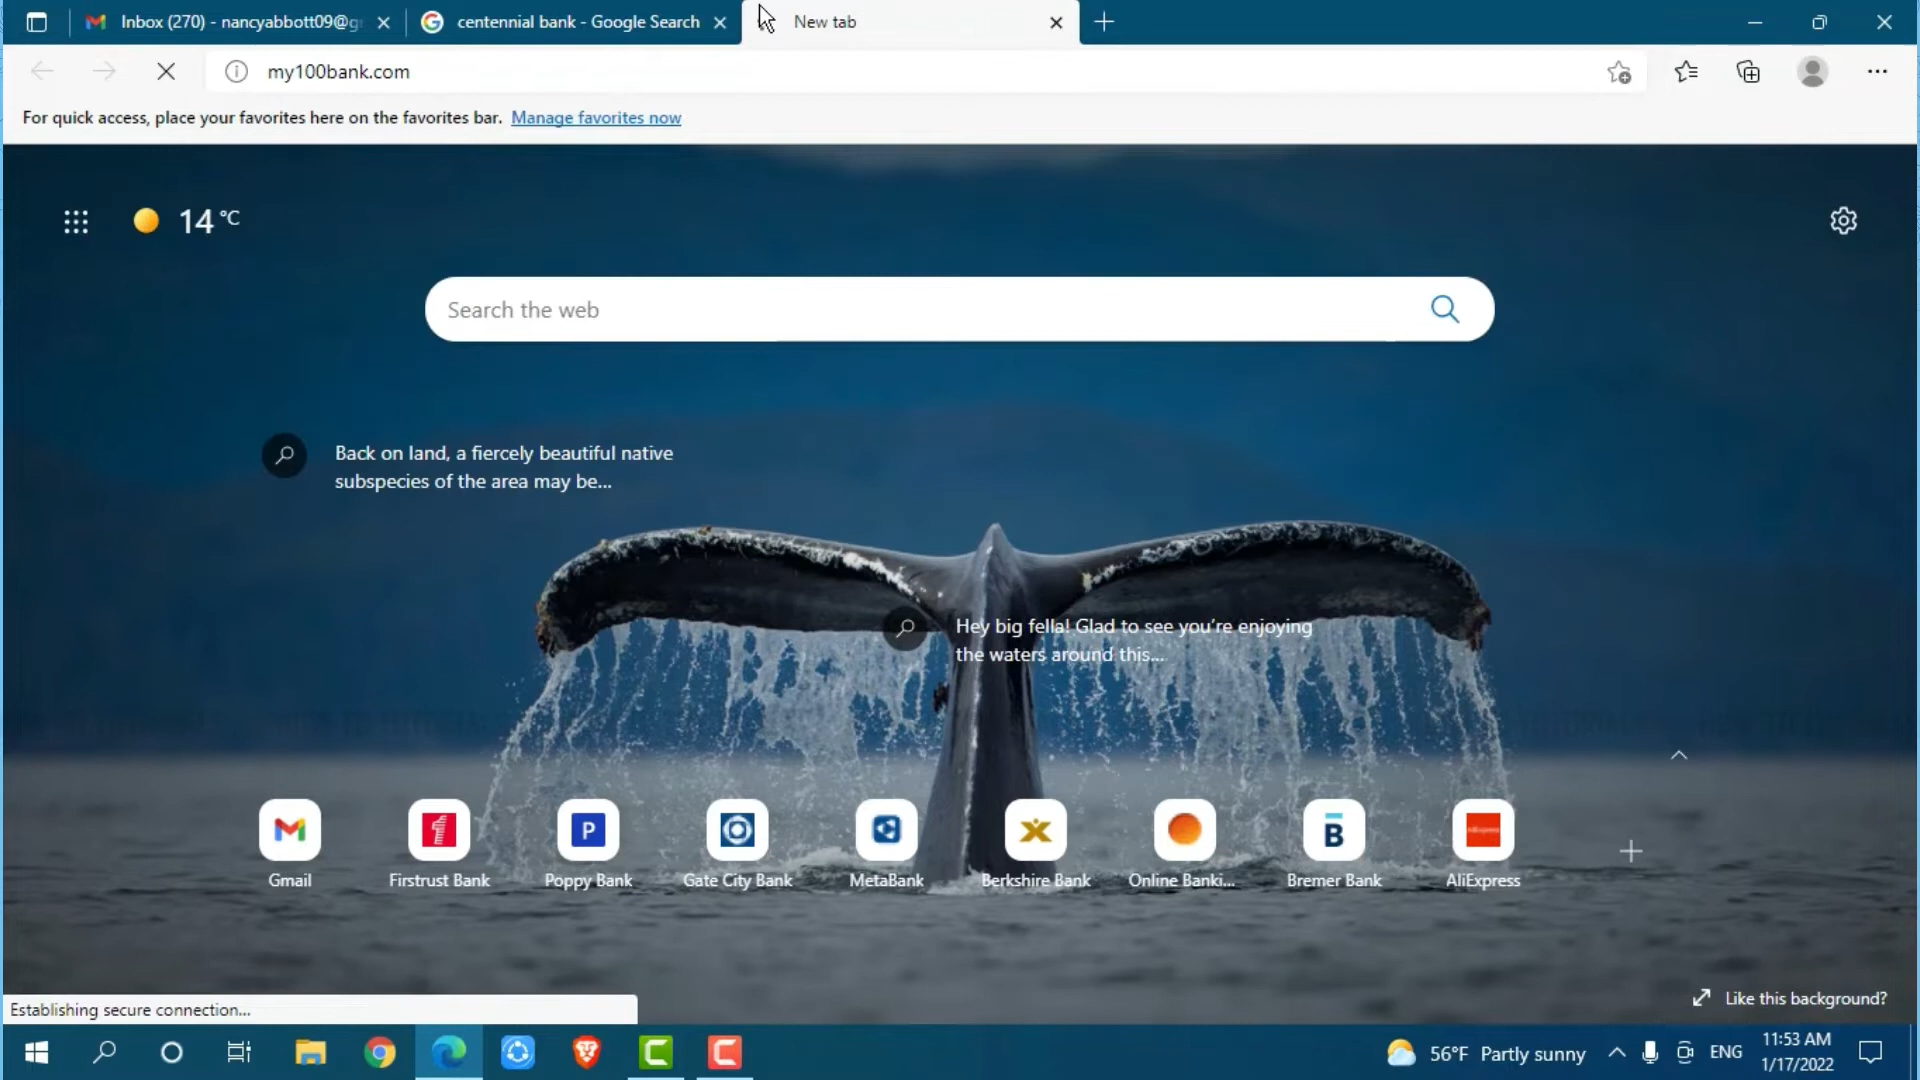 Inbox (270) - nancyabbott09@g
centennial bank - Google Search
New tab
my100bank.com
For quick access, place your favorites here on the favorites bar. Manage favorites now
14 °C
Search the web
Back on land, a fiercely beautiful native
subspecies of the area may be...
Hey big fella! Glad to see you're enjoying
the waters around this...
P
B
Gmail
Firstrust Bank
Poppy Bank
Gate City Bank
MetaBank
Berkshire Bank
Online Banki...
Bremer Bank
AliExpress
Like this background?
Establishing secure connection...
56°F Partly sunny
ENG
11:53 AM
1/17/2022